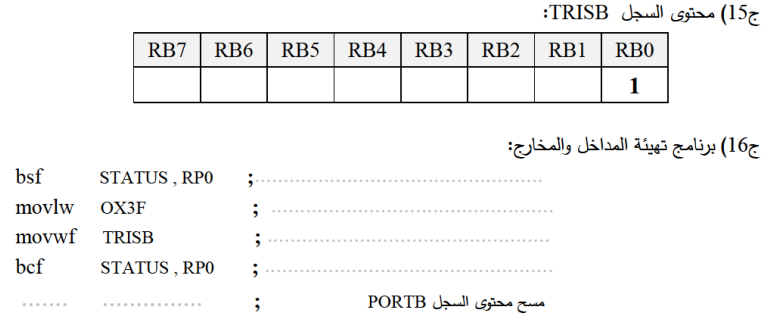 ج15) محتوى السجل TRISB:
RB7 RB6 RB5 RB4 RB3 RB2 RB1 RB0
1
ج16) برنامج تهيئة المداخل والمخارج:
bsf STATUS , RP0 ;................................................
movlw OX3F ; ................................................
movwf TRISB ; ................................................
bcf STATUS , RP0 ; ................................................
....... ............... ; مسح محتوى السجل PORTB